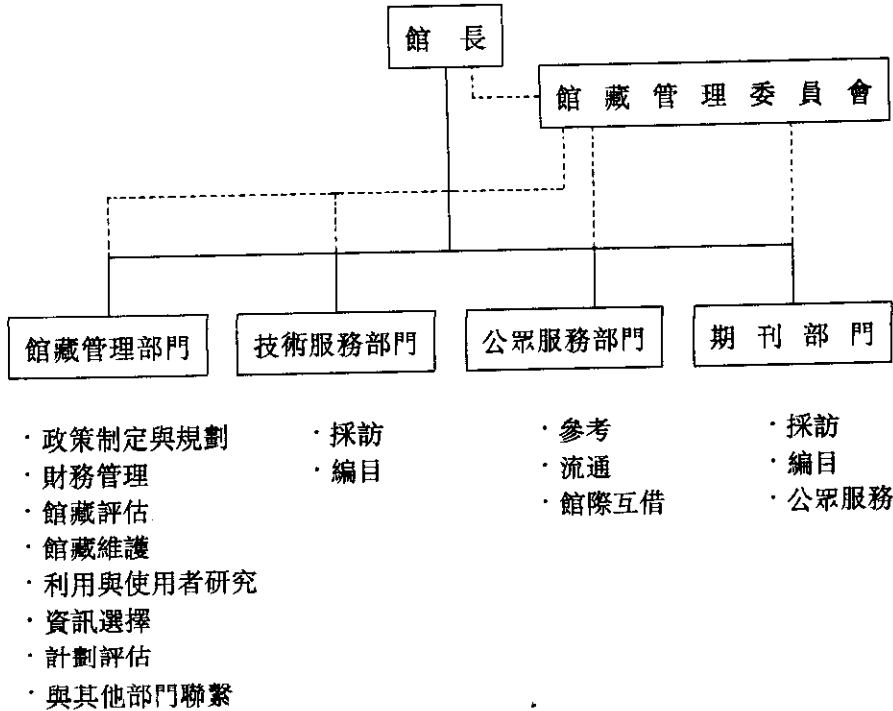 館長
館藏管理委員會
館藏管理部門
技術服務部門
公眾服務部門
期刊部門
· 政策制定與規劃
· 財務管理
· 館藏評估
· 館藏維護
· 利用與使用者研究
· 資訊選擇
· 計劃評估
· 與其他部門聯繫
· 採訪
· 編目
· 參考
· 流通
· 館際互借
· 採訪
· 編目
· 公眾服務